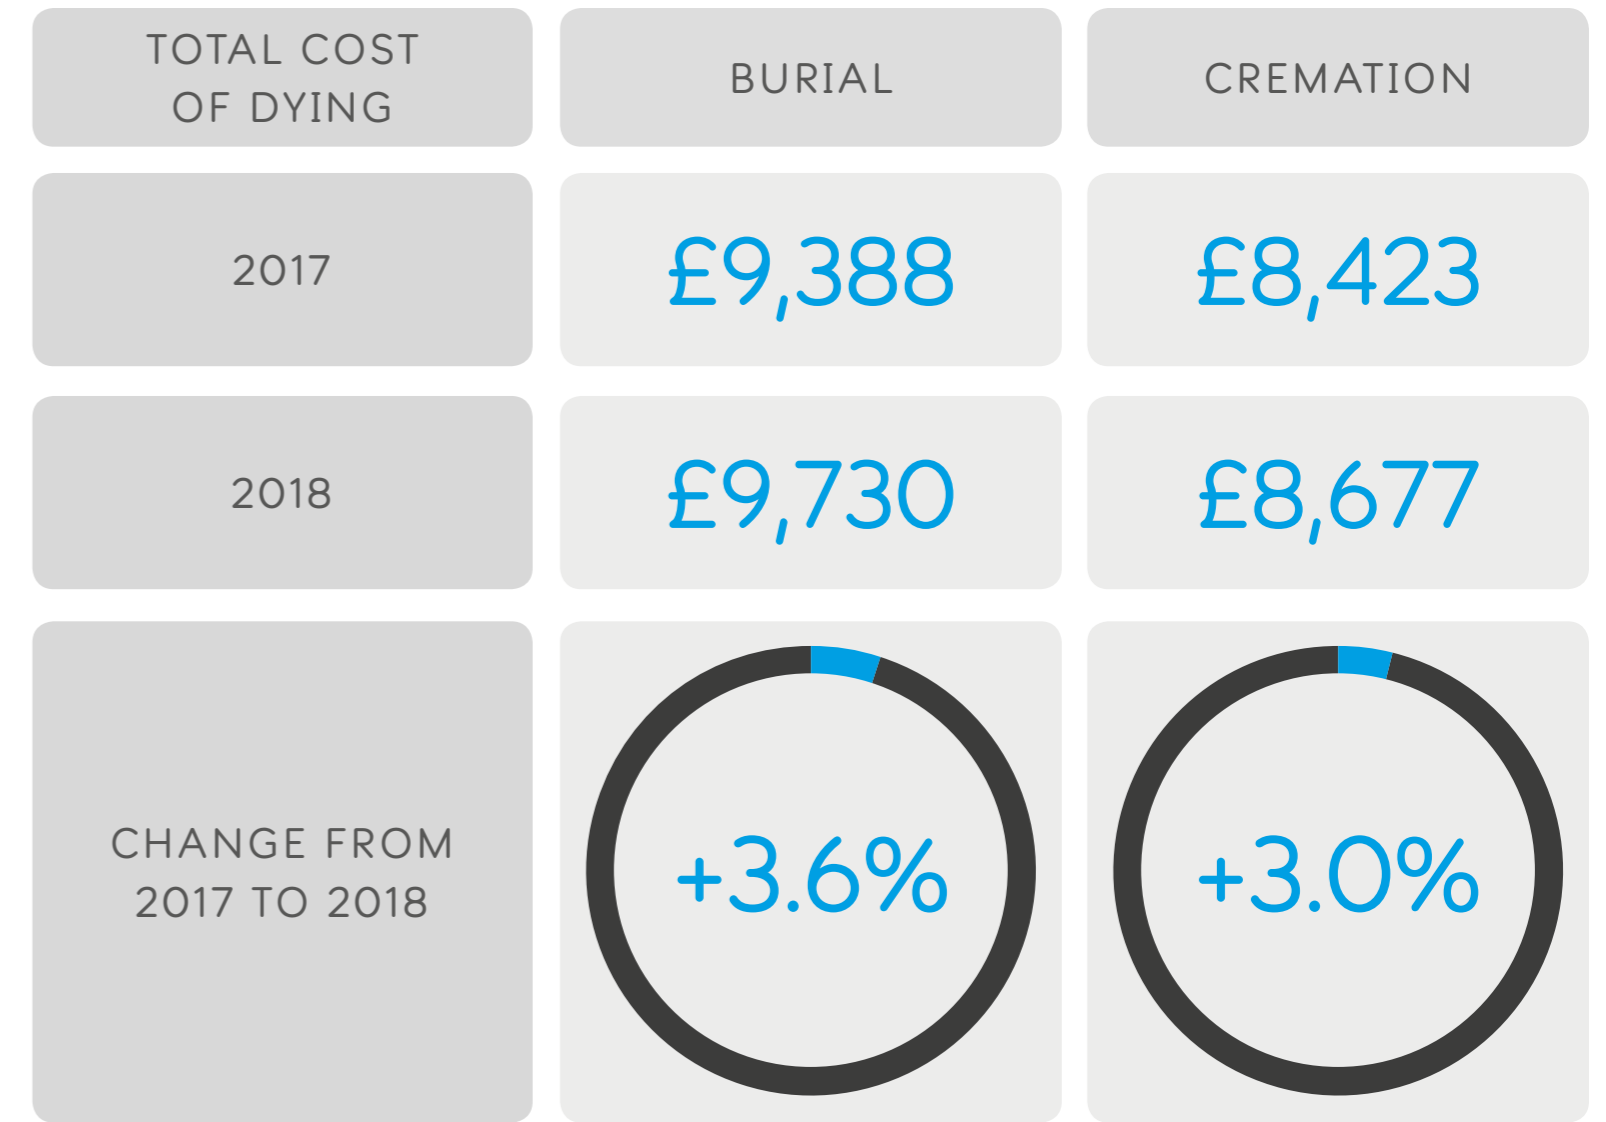 TOTAL COST
OF DYING
BURIAL
CREMATION
2017
£9,388
£8,423
2018
£9,730
£8,677
CHANGE FROM
2017 TO 2018
+3.6%
+3.0%